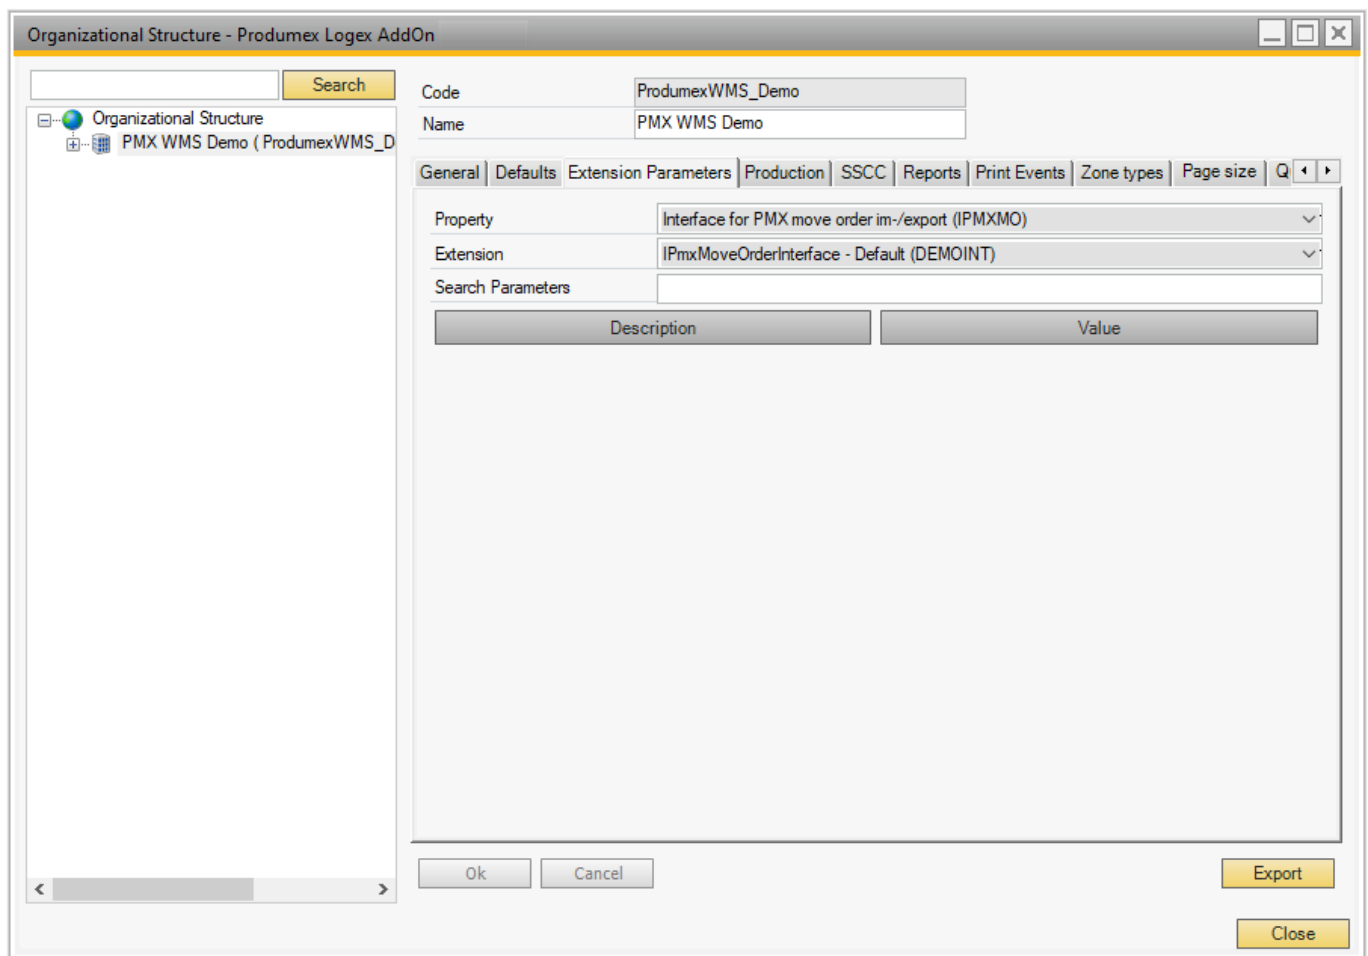 Organizational Structure - Produmex Logex AddOn
Search
Organizational Structure
PMX WMS Demo ( ProdumexWMS_D
Code
ProdumexWMS_Demo
Name
PMX WMS Demo
General Defaults Extension Parameters Production SSCC Reports Print Events Zone types Page size Q
Property
Interface for PMX move order im-/export (IPMXMO)
Extension
IPmxMoveOrderInterface - Default (DEMOINT)
Search Parameters
Description
Value
Ok
Cancel
Export
Close